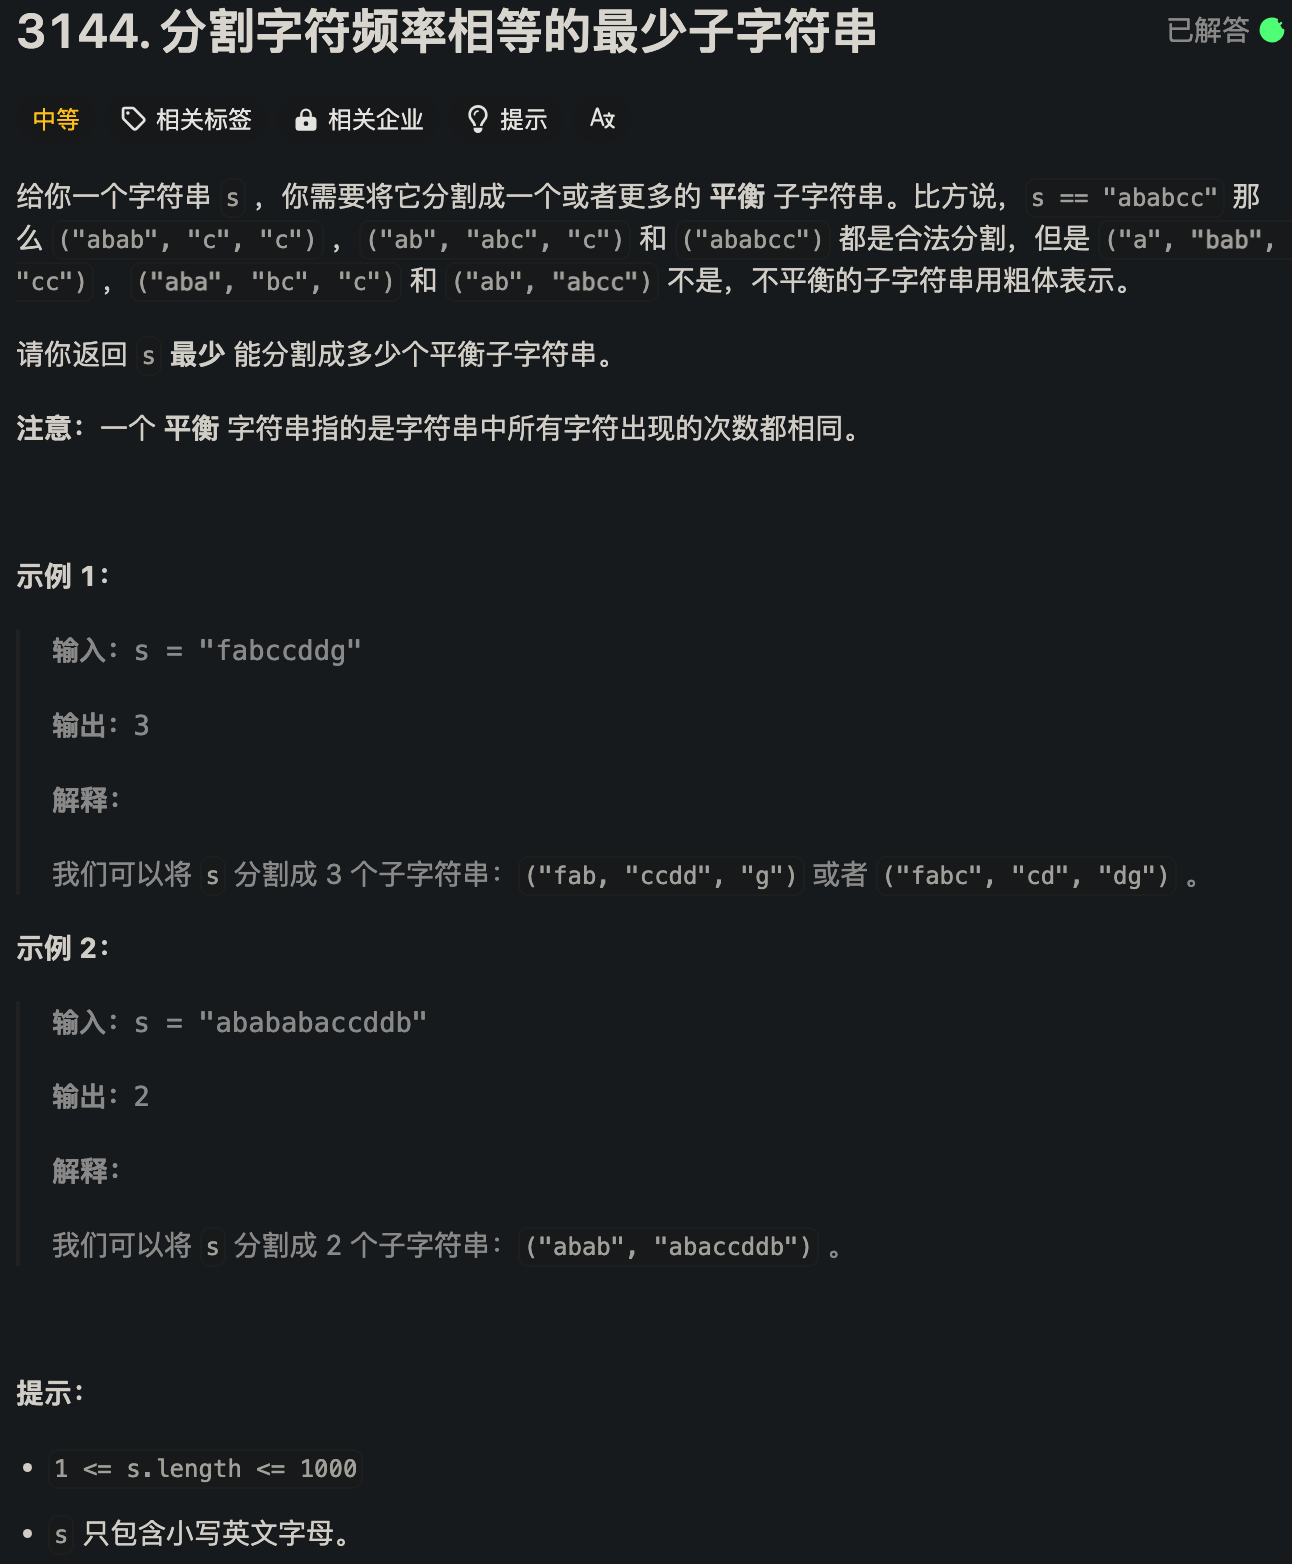 3144. 分割字符频率相等的最少子字符串
已解答
中等 相关标签 相关企业 提示
给你一个字符串 s ，你需要将它分割成一个或者更多的 平衡 子字符串。比方说，s == "ababcc" 那
么 ("abab", "c", "c") ，("ab", "abc", "c") 和 ("ababcc") 都是合法分割，但是 ("a", "bab",
"cc") ，("aba", "bc", "c") 和 ("ab", "abcc") 不是，不平衡的子字符串用粗体表示。
请你返回 s 最少 能分割成多少个平衡子字符串。
注意：一个 平衡 字符串指的是字符串中所有字符出现的次数都相同。
示例 1：
输入：s = "fabccddg"
输出：3
解释：
我们可以将 s 分割成 3 个子字符串：("fab, "ccdd", "g") 或者 ("fabc", "cd", "dg") 。
示例 2：
输入：s = "abababaccddb"
输出：2
解释：
我们可以将 s 分割成 2 个子字符串：("abab", "abaccddb") 。
提示：
• 1 <= s.length <= 1000
• s 只包含小写英文字母。